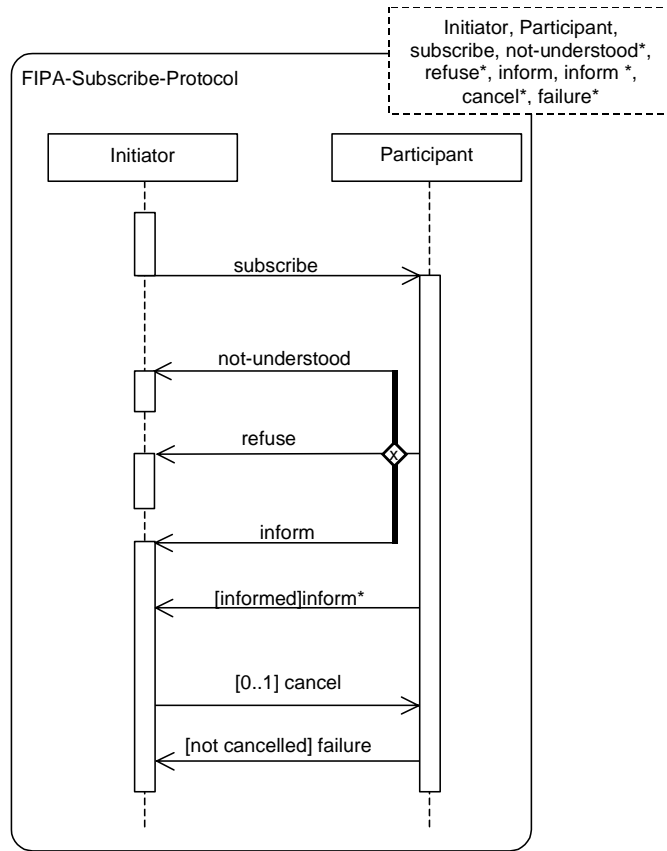 Initiator, Participant,
subscribe, not-understood*,
refuse*, inform, inform *,
cancel*, failure*
FIPA-Subscribe-Protocol
Initiator
Participant
subscribe
not-understood
refuse
x
inform
[informed]inform*
[0..1] cancel
[not cancelled] failure